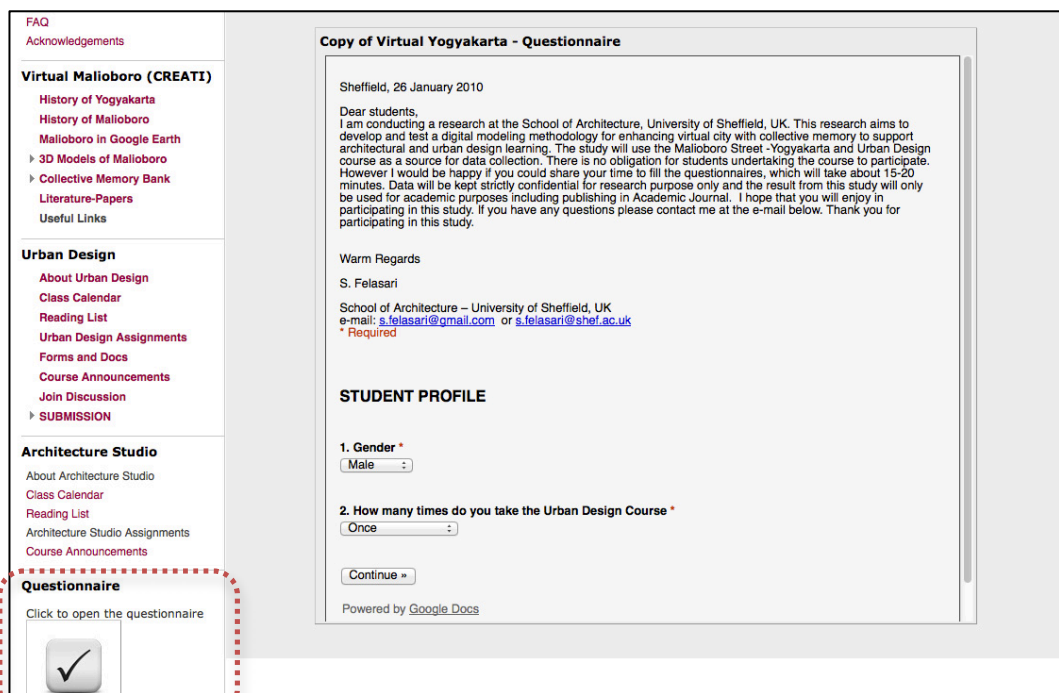 FAQ
Acknowledgements
Virtual Malioboro (CREATI)
History of Yogyakarta
History of Malioboro
Malioboro in Google Earth
3D Models of Malioboro
Collective Memory Bank
Literature-Papers
Useful Links
Urban Design
About Urban Design
Class Calendar
Reading List
Urban Design Assignments
Forms and Docs
Course Announcements
Join Discussion
SUBMISSION
Architecture Studio
About Architecture Studio
Class Calendar
Reading List
Architecture Studio Assignments
Course Announcements
Questionnaire
Click to open the questionnaire
Copy of Virtual Yogyakarta - Questionnaire
Sheffield, 26 January 2010
Dear students,
I am conducting a research at the School of Architecture, University of Sheffield, UK. This research aims to
develop and test a digital modeling methodology for enhancing virtual city with collective memory to support
architectural and urban design learning. The study will use the Malioboro Street -Yogyakarta and Urban Design
course as a source for data collection. There is no obligation for students undertaking the course to participate.
However I would be happy if you could share your time to fill the questionnaires, which will take about 15-20
minutes. Data will be kept strictly confidential for research purpose only and the result from this study will only
be used for academic purposes including publishing in Academic Journal.  I hope that you will enjoy in
participating in this study. If you have any questions please contact me at the e-mail below. Thank you for
participating in this study.
Warm Regards
S. Felasari
School of Architecture – University of Sheffield, UK
e-mail: s.felasari@gmail.com  or s.felasari@shef.ac.uk
* Required
STUDENT PROFILE
1. Gender *
Male
2. How many times do you take the Urban Design Course *
Once
Continue »
Powered by Google Docs